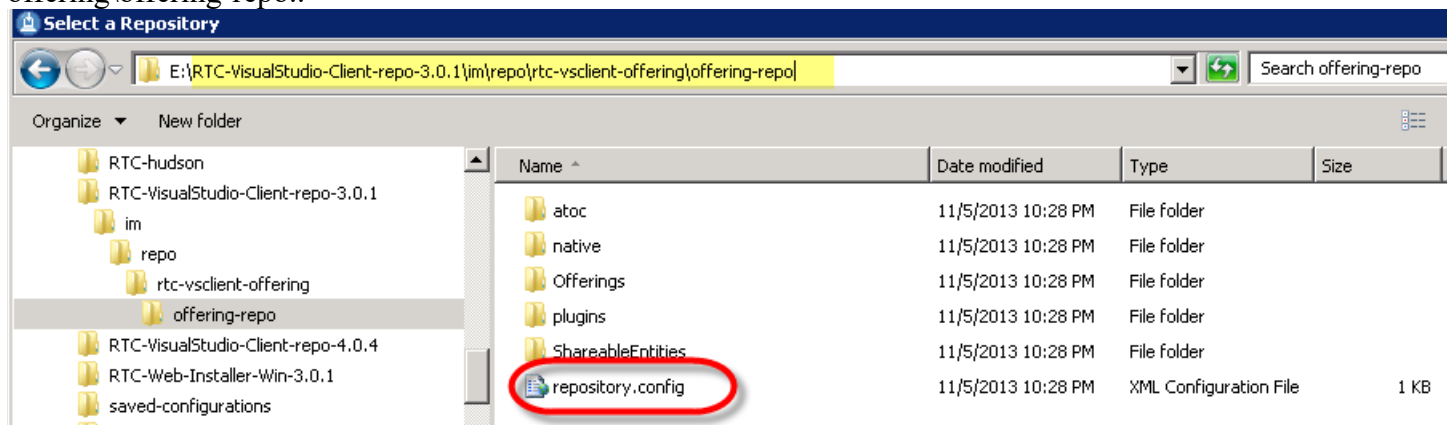 offering\offering-repo..
Select a Repository
E:\RTC-VisualStudio-Client-repo-3.0.1\im\repo\rtc-vsclient-offering\offering-repo
Search offering-repo
Organize
New folder
Name
Date modified
Type
Size
RTC-hudson
RTC-VisualStudio-Client-repo-3.0.1
im
repo
rtc-vsclient-offering
offering-repo
RTC-VisualStudio-Client-repo-4.0.4
RTC-Web-Installer-Win-3.0.1
saved-configurations
atoc 11/5/2013 10:28 PM File folder
native 11/5/2013 10:28 PM File folder
Offerings 11/5/2013 10:28 PM File folder
plugins 11/5/2013 10:28 PM File folder
ShareableEntities 11/5/2013 10:28 PM File folder
repository.config 11/5/2013 10:28 PM XML Configuration File 1 KB